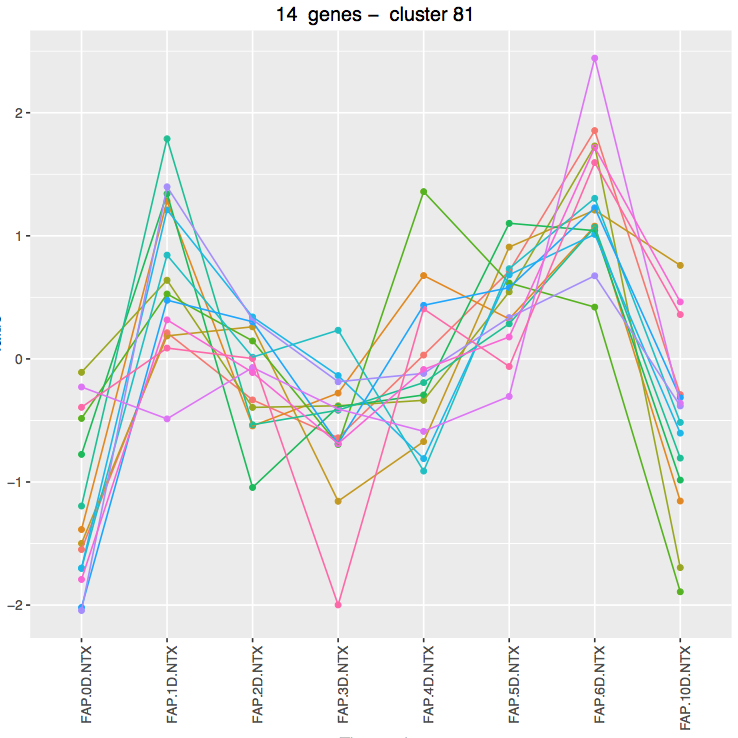 14 genes – cluster 81
2
1
0
−1
−2
FAP.0D.NTX
FAP.1D.NTX
FAP.2D.NTX
FAP.3D.NTX
FAP.4D.NTX
FAP.5D.NTX
FAP.6D.NTX
FAP.10D.NTX